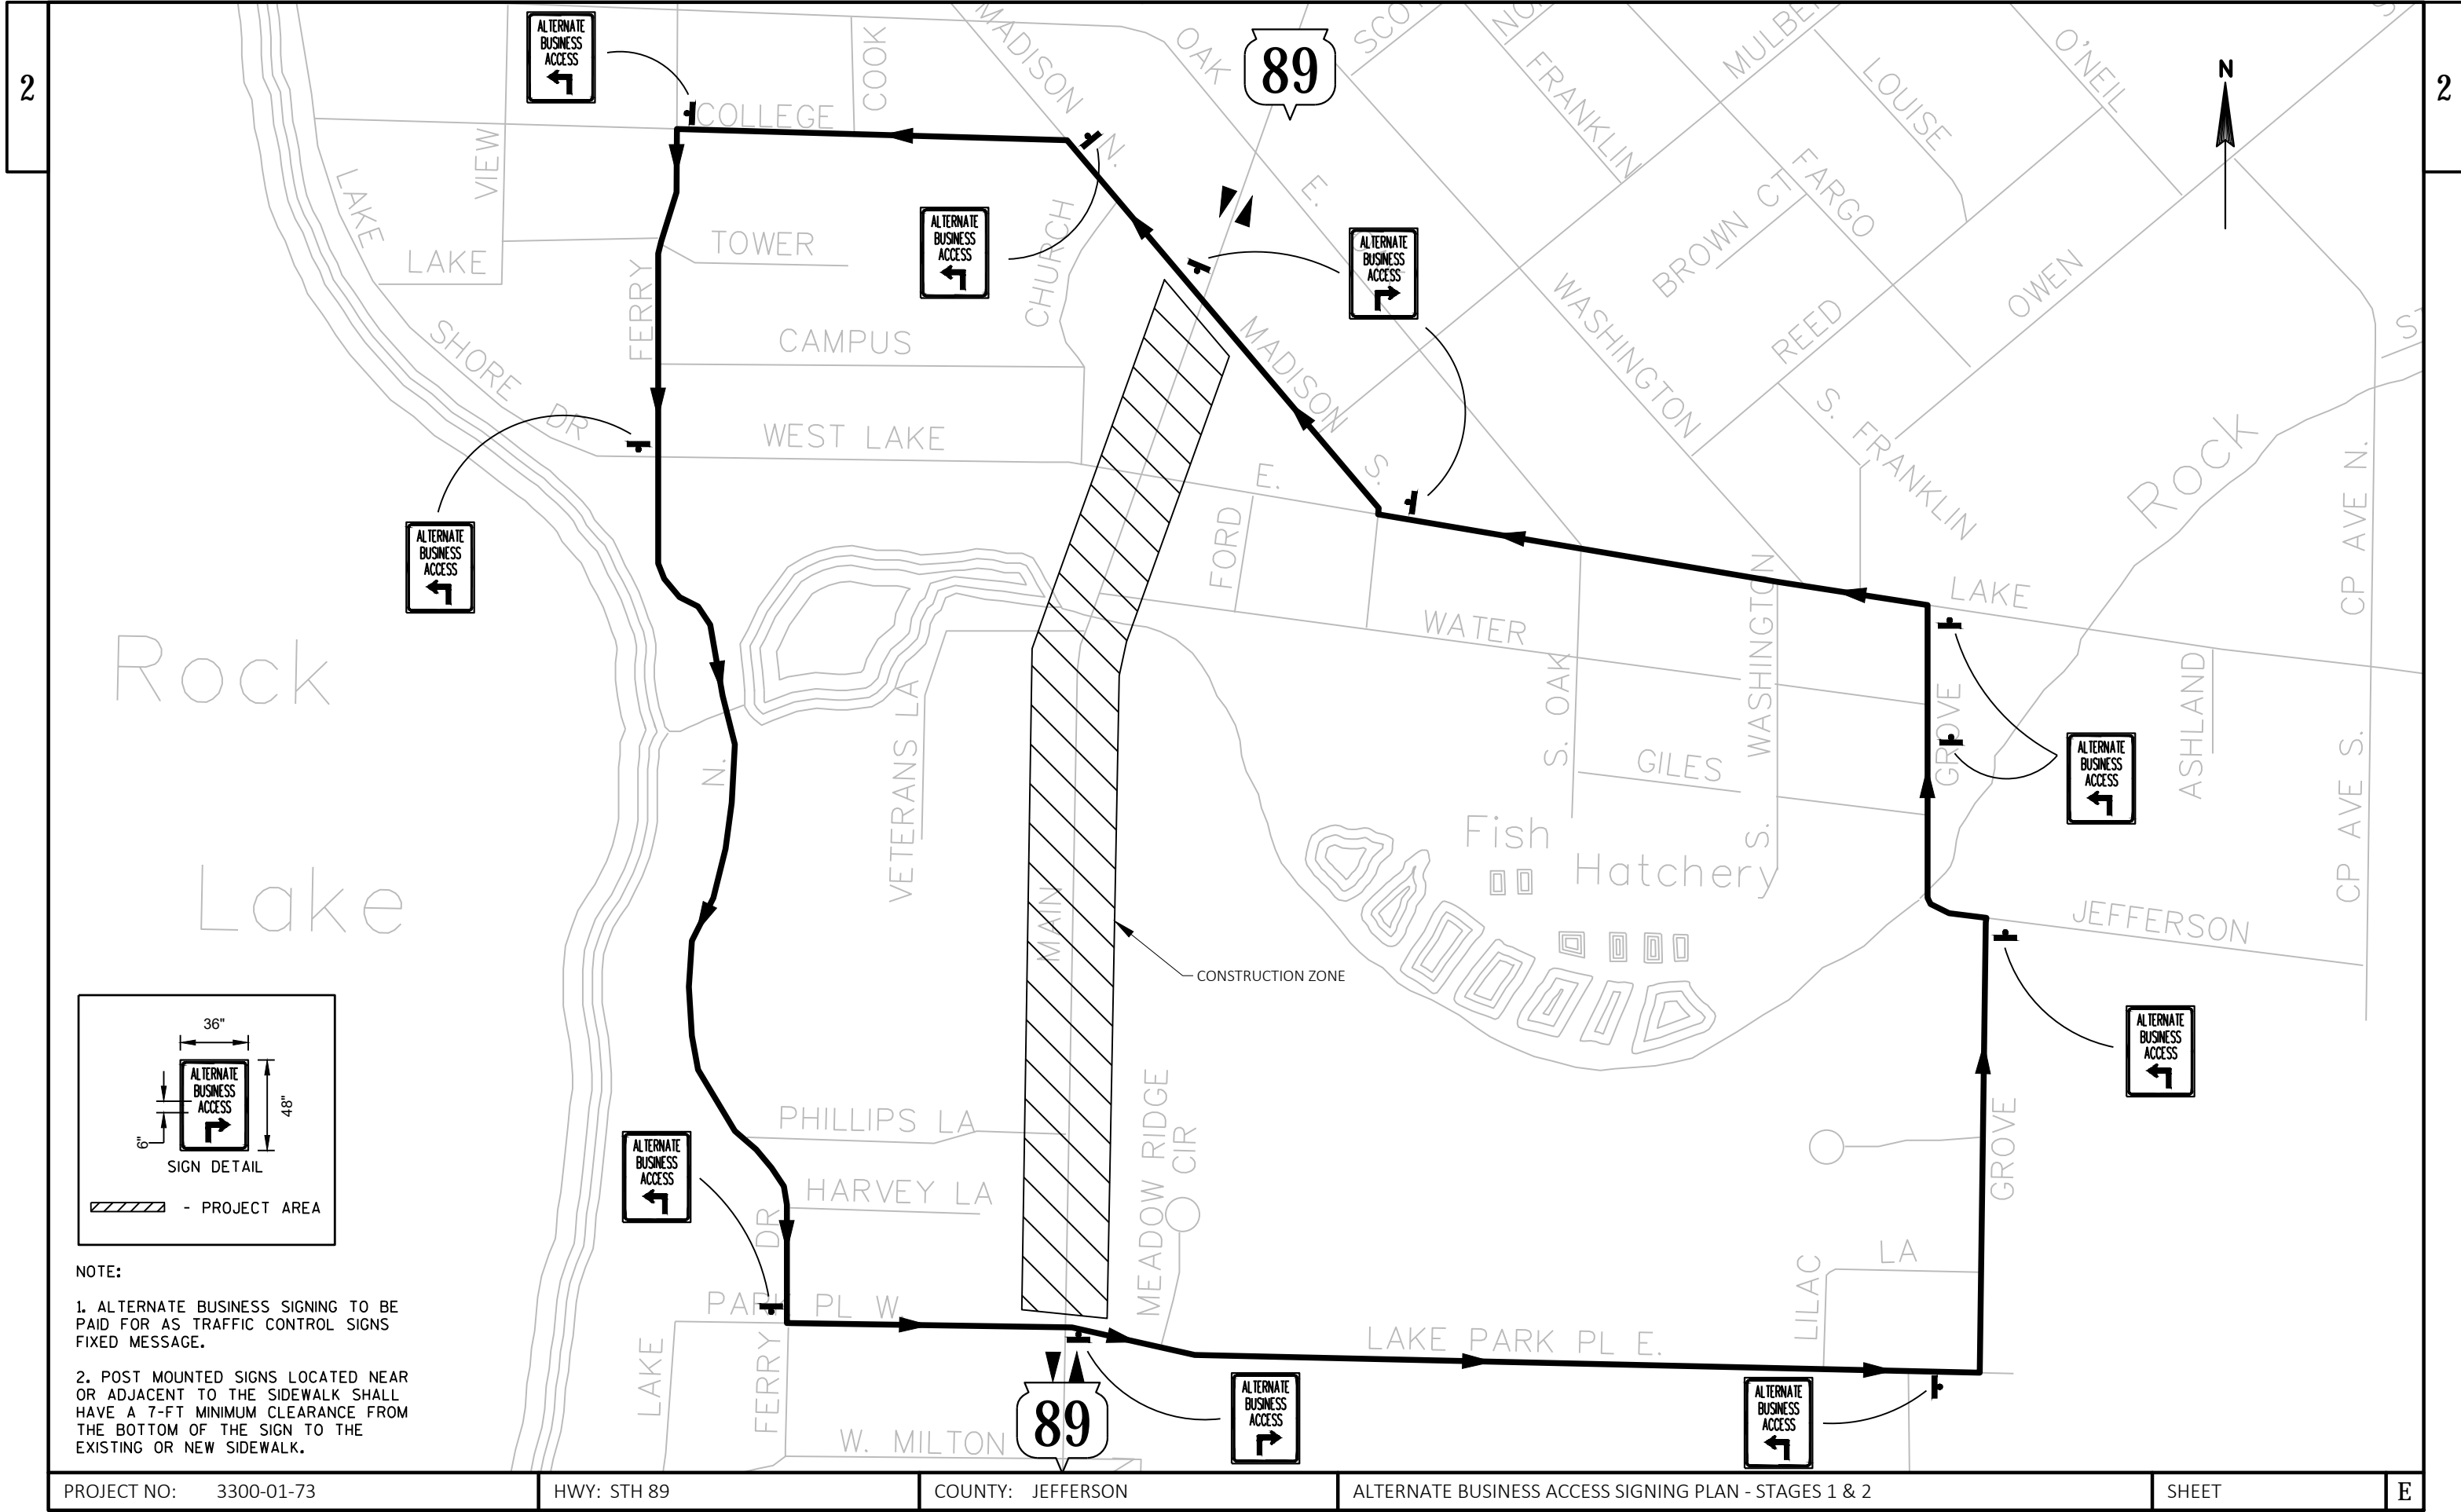 2
2
ALTERNATE
BUSINESS
ACCESS
COOK
COLLEGE
MADISON
N.
OAK
E.
89
SCO
NO
FRANKLIN
MULBE
LOUISE
O'NEIL
S
N
VIEW
LAKE
LAKE
TOWER
FERRY
CHURCH
ALTERNATE
BUSINESS
ACCESS
ALTERNATE
BUSINESS
ACCESS
BROWN CT
FARGO
OWEN
REED
WASHINGTON
MADISON
S.
CAMPUS
SHORE
DR
WEST LAKE
E.
FORD
S. FRANKLIN
Rock
ST
CP AVE N.
ALTERNATE
BUSINESS
ACCESS
LAKE
WATER
Rock
Lake
N.
VETERANS LA
MAIN
S. OAK
S. WASHINGTON
GILES
GROVE
ASHLAND
CP AVE S.
ALTERNATE
BUSINESS
ACCESS
Fish
Hatchery
JEFFERSON
CONSTRUCTION ZONE
ALTERNATE
BUSINESS
ACCESS
36"
ALTERNATE
BUSINESS
ACCESS
48"
6"
SIGN DETAIL
- PROJECT AREA
PHILLIPS LA
HARVEY LA
MEADOW RIDGE
CIR
GROVE
ALTERNATE
BUSINESS
ACCESS
DR
FERRY
PARK PL W
LAKE
LAKE PARK PL E.
LILAC
LA
89
W. MILTON
ALTERNATE
BUSINESS
ACCESS
ALTERNATE
BUSINESS
ACCESS
NOTE:
1. ALTERNATE BUSINESS SIGNING TO BE
PAID FOR AS TRAFFIC CONTROL SIGNS
FIXED MESSAGE.
2. POST MOUNTED SIGNS LOCATED NEAR
OR ADJACENT TO THE SIDEWALK SHALL
HAVE A 7-FT MINIMUM CLEARANCE FROM
THE BOTTOM OF THE SIGN TO THE
EXISTING OR NEW SIDEWALK.
PROJECT NO: 3300-01-73
HWY: STH 89
COUNTY: JEFFERSON
ALTERNATE BUSINESS ACCESS SIGNING PLAN - STAGES 1 & 2
SHEET
E